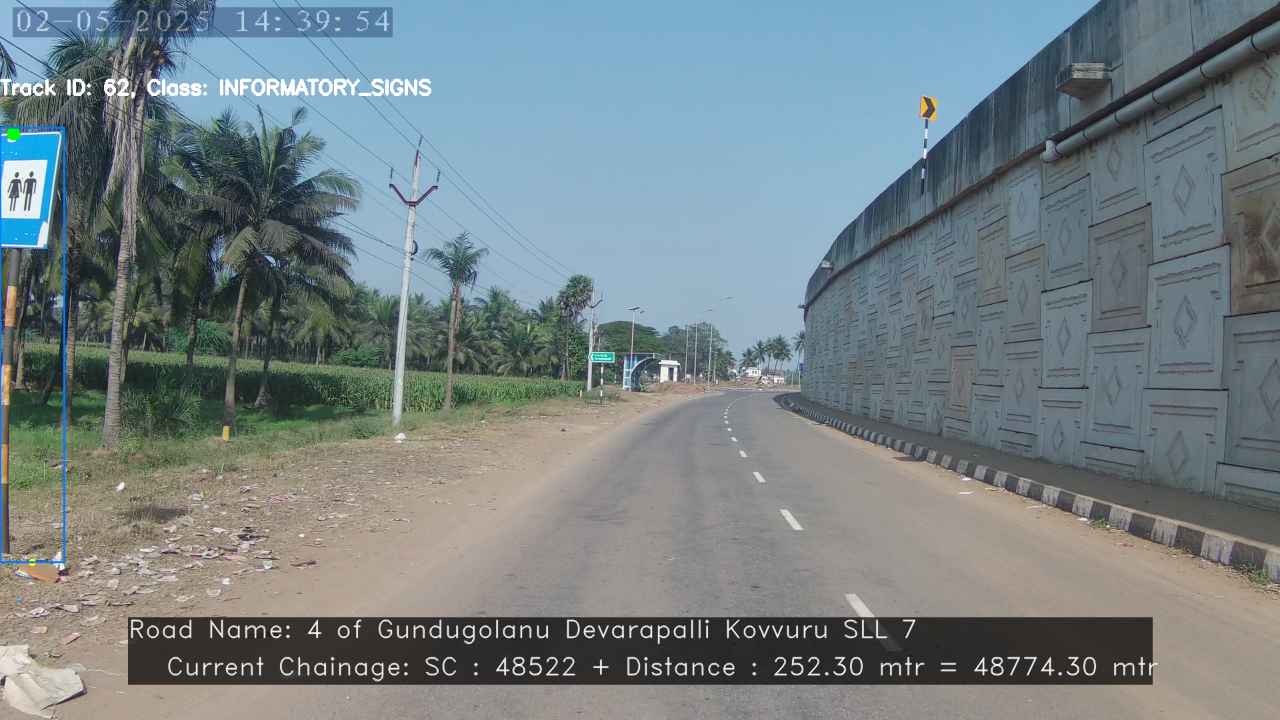 02-05-2025 14:39:54
Track ID: 62, Class: INFORMATORY_SIGNS
Road Name: 4 of Gundugolanu Devarapalli Kovvuru SLL 7
Current Chainage: SC : 48522 + Distance : 252.30 mtr = 48774.30 mtr